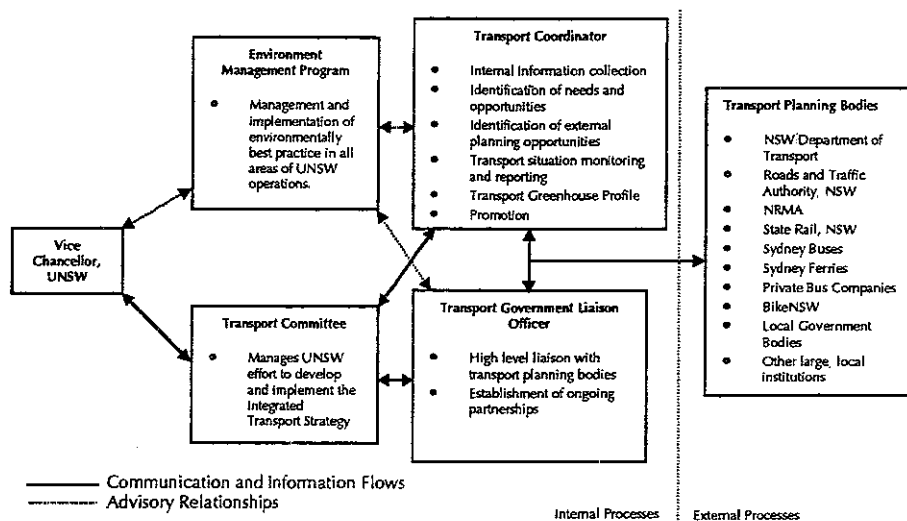 Vice
Chancellor,
UNSW
Environment
Management Program
Management and
implementation of
environmentally
best practice in all
areas of UNSW
operations.
Transport Committee
Manages UNSW
effort to develop
and implement the
Integrated
Transport Strategy
Transport Coordinator
Internal Information collection
Identification of needs and
opportunities
Identification of external
planning opportunities
Transport situation monitoring
and reporting
Transport Greenhouse Profile
Promotion
Transport Government Liaison
Officer
High level liaison with
transport planning bodies
Establishment of ongoing
partnerships
Transport Planning Bodies
NSW Department of
Transport
Roads and Traffic
Authority, NSW
NRMA
State Rail, NSW
Sydney Buses
Sydney Ferries
Private Bus Companies
BikeNSW
Local Government
Bodies
Other large, local
institutions
Communication and Information Flows
Advisory Relationships
Internal Processes
External Processes